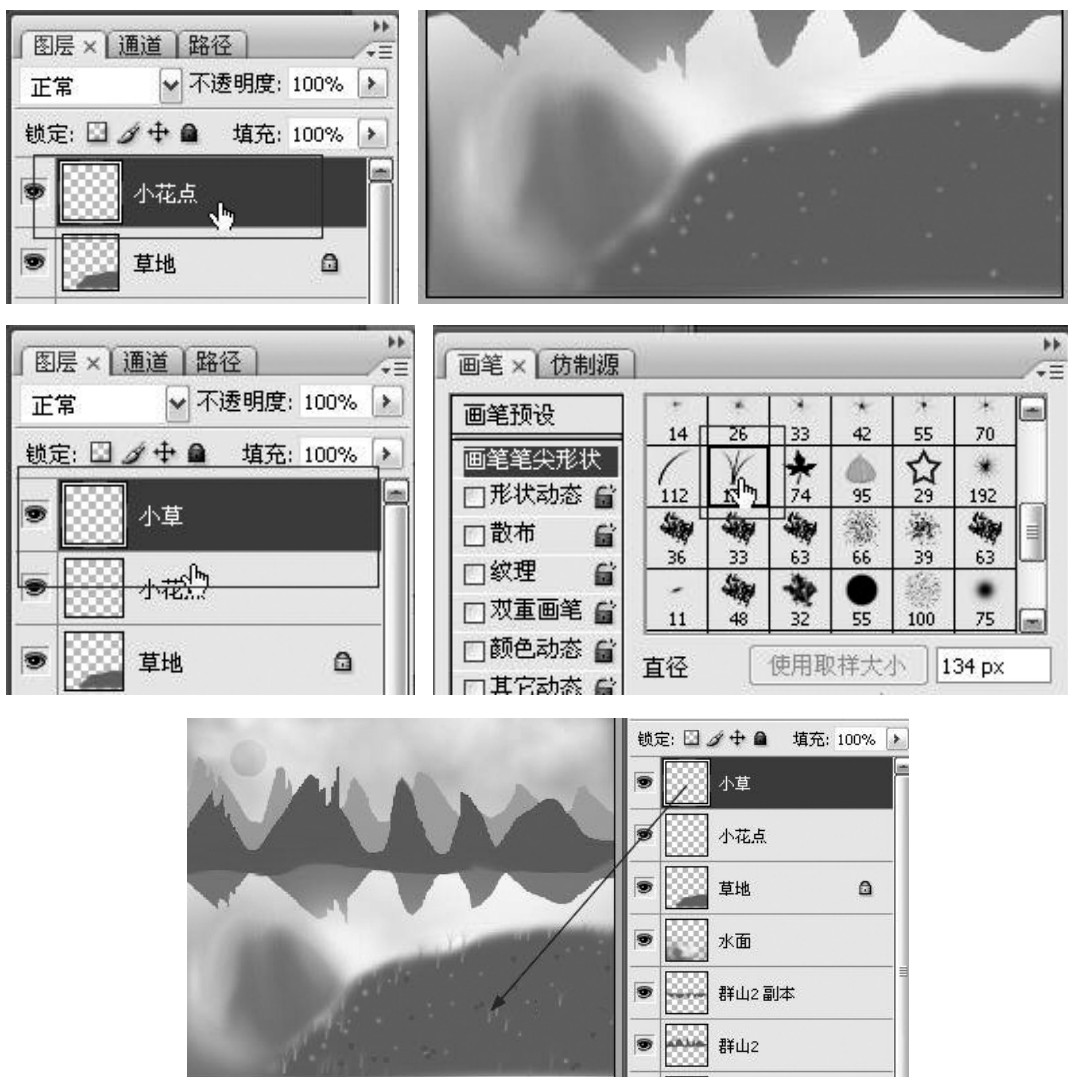 图层 × 通道 路径
正常 不透明度: 100%
锁定: 填充: 100%
小花点
草地
图层 × 通道 路径
正常 不透明度: 100%
锁定: 填充: 100%
小草
小花
草地
画笔 × 仿制源
画笔预设
画笔笔尖形状
形状动态
散布
纹理
双重画笔
颜色动态
其它动态
14 26 33 42 55 70
112 74 95 29 192
36 33 63 66 39 63
11 48 32 55 100 75
直径 使用取样大小 134 px
锁定: 填充: 100%
小草
小花点
草地
水面
群山2 副本
群山2